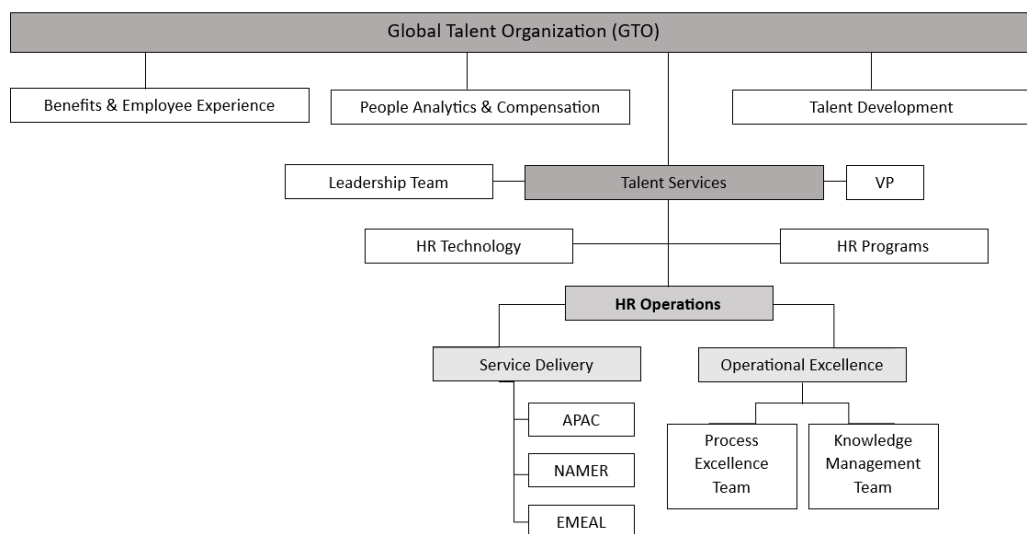 Global Talent Organization (GTO)
Benefits & Employee Experience
People Analytics & Compensation
Talent Development
Leadership Team
Talent Services
VP
HR Technology
HR Programs
HR Operations
Service Delivery
Operational Excellence
APAC
NAMER
EMEAL
Process
Excellence
Team
Knowledge
Management
Team